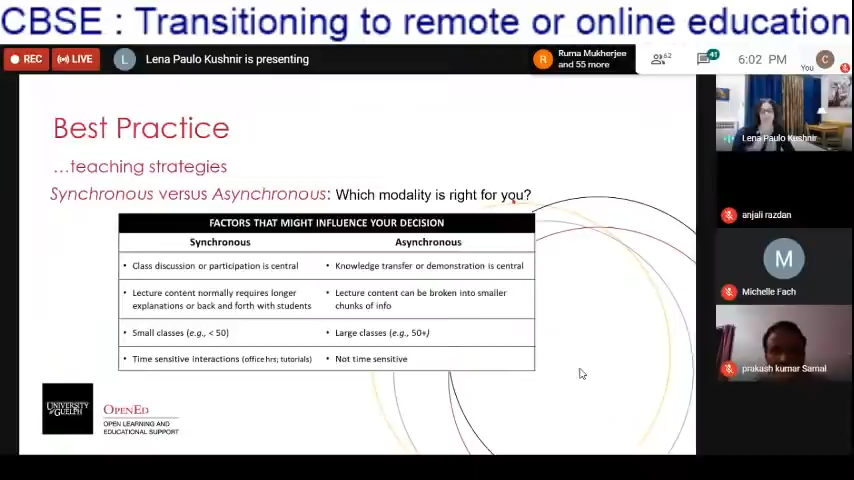 CBSE : Transitioning to remote or online education
REC
LIVE
L
Lena Paulo Kushnir is presenting
R
Ruma Mukherjee
and 55 more
62
41
6:02 PM
You
C
Best Practice
…teaching strategies
Synchronous versus Asynchronous: Which modality is right for you?
FACTORS THAT MIGHT INFLUENCE YOUR DECISION
Synchronous Asynchronous
• Class discussion or participation is central • Knowledge transfer or demonstration is central
• Lecture content normally requires longer • Lecture content can be broken into smaller
explanations or back and forth with students chunks of info
• Small classes (e.g., < 50) • Large classes (e.g., 50+)
• Time sensitive interactions (office hrs; tutorials) • Not time sensitive
UNIVERSITY
of GUELPH
OPENED
OPEN LEARNING AND
EDUCATIONAL SUPPORT
Lena Paulo Kushnir
anjali razdan
M
Michelle Fach
prakash kumar Samal